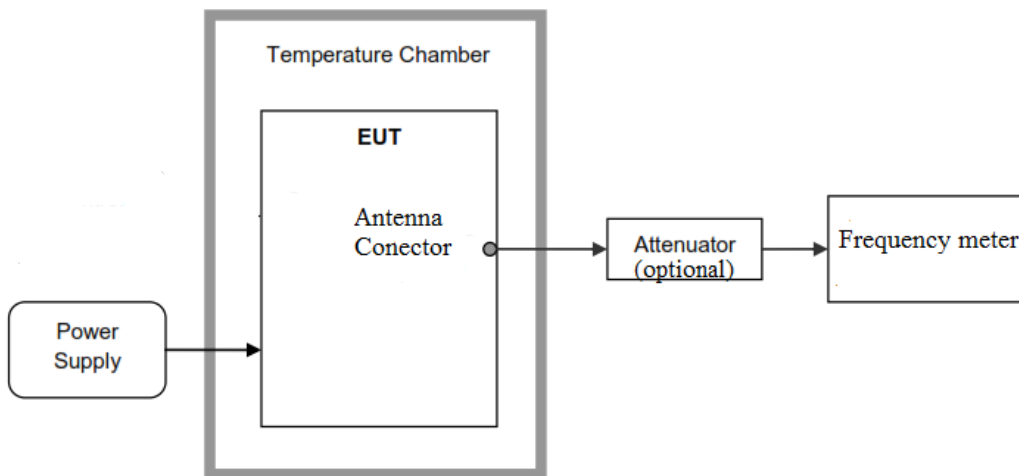 Temperature Chamber
EUT
Antenna
Conector
Attenuator
(optional)
Frequency meter
Power
Supply